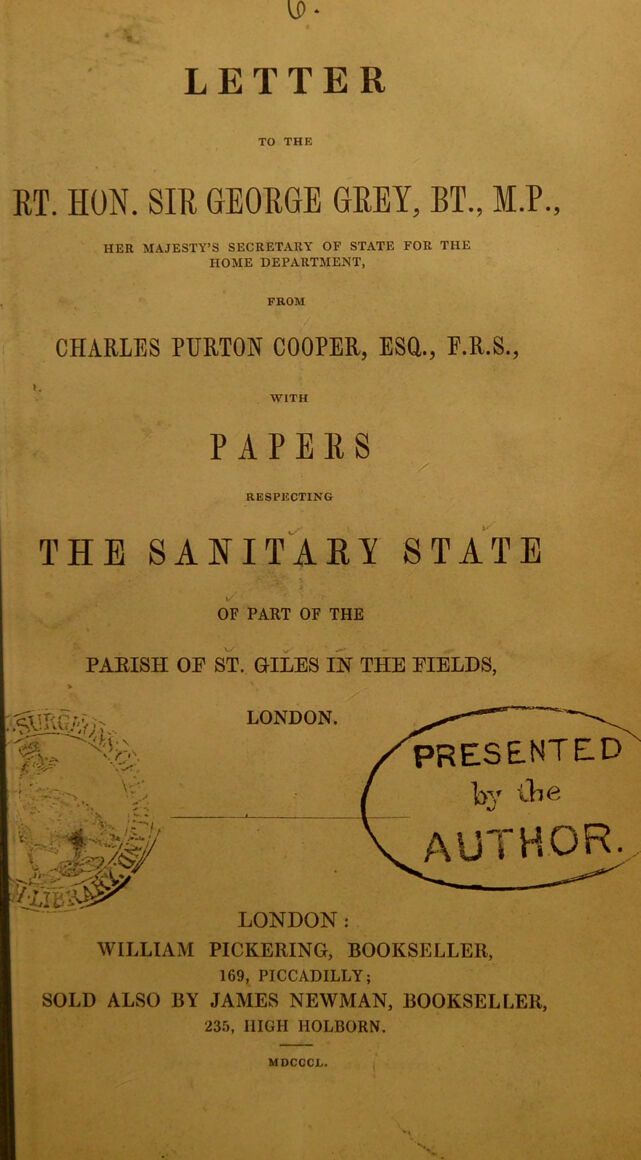 6.
LETTER
TO THE
RT. HON. SIR GEORGE GREY, BT., M.P.,
HER MAJESTY'S SECRETARY OF STATE FOR THE
HOME DEPARTMENT,
FROM
CHARLES PURTON COOPER, ESQ., F.R.S.,
WITH
PAPERS
RESPECTING
THE SANITARY STATE
OF PART OF THE
PARISH OF ST. GILES IN THE FIELDS,
LONDON.
PRESENTED
by the
AUTHOR.
LONDON:
WILLIAM PICKERING, BOOKSELLER,
169, PICCADILLY;
SOLD ALSO BY JAMES NEWMAN, BOOKSELLER,
235, HIGH HOLBORN.
MDCCCL.